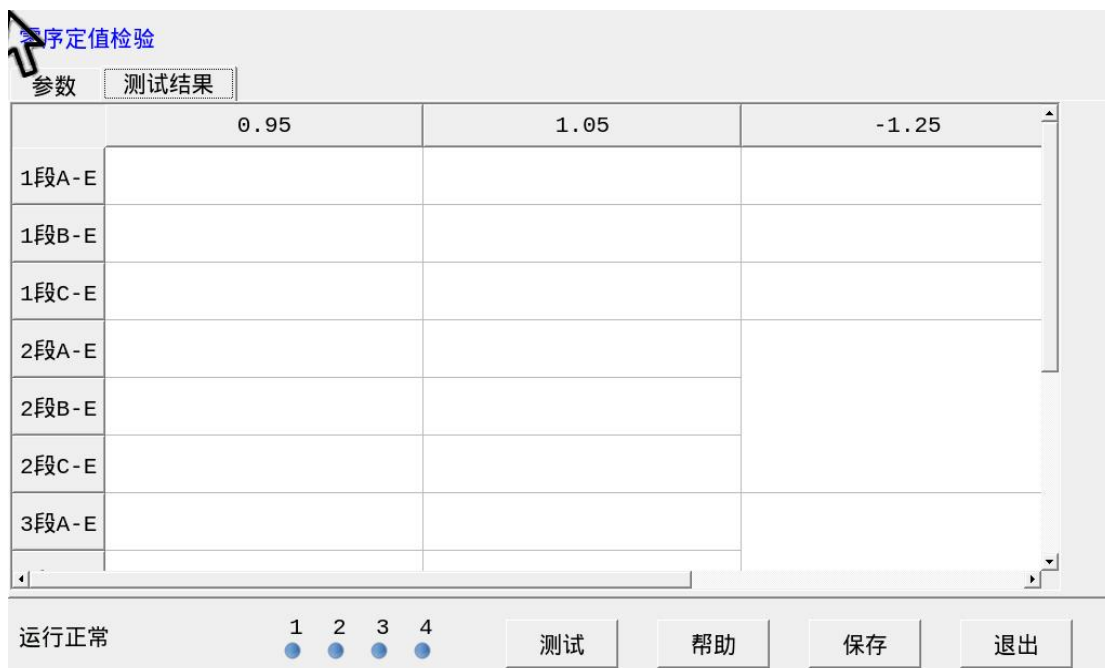 零序定值检验
参数 测试结果
0.95 1.05 -1.25
1段A-E
1段B-E
1段C-E
2段A-E
2段B-E
2段C-E
3段A-E
1 2 3 4
运行正常 测试 帮助 保存 退出